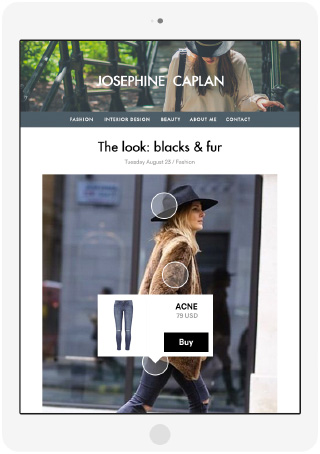 JOSEPHINE CAPLAN
FASHION INTERIOR DESIGN BEAUTY ABOUT ME CONTACT
The look: blacks & fur
Tuesday August 23 / Fashion
ACNE
79 USD
Buy